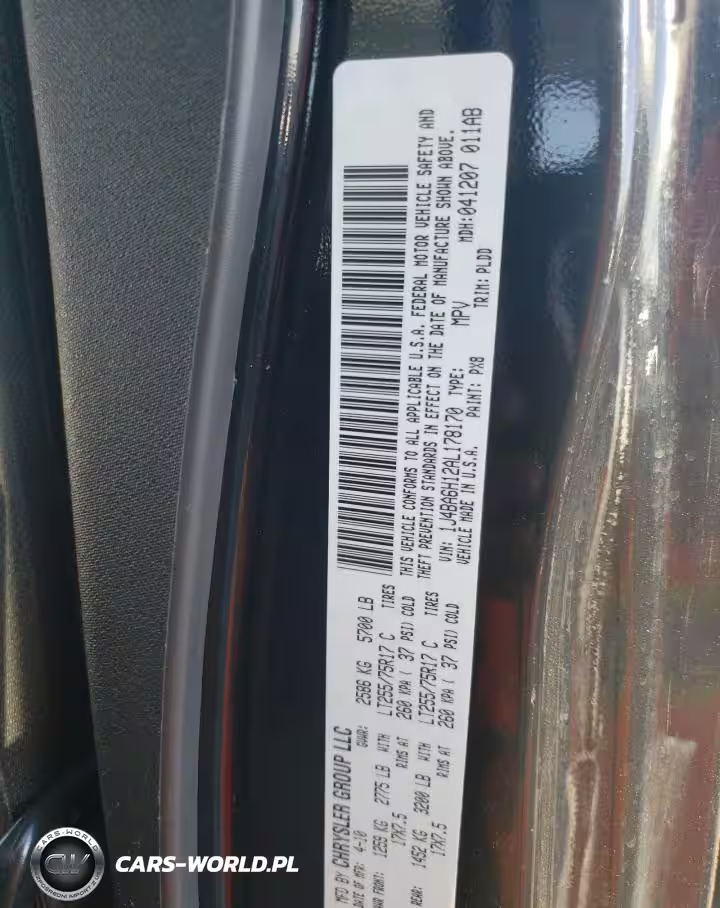 MFD BY CHRYSLER GROUP LLC
DATE OF MFR: 4-10 GVWR: 2586 KG 5700 LB
FRONT: 1259 KG 2775 LB WITH LT255/75R17 C TIRES
17X7.5 RIMS AT 260 KPA ( 37 PSI) COLD
REAR: 1452 KG 3200 LB WITH LT255/75R17 C TIRES
17X7.5 RIMS AT 260 KPA ( 37 PSI) COLD
THIS VEHICLE CONFORMS TO ALL APPLICABLE U.S.A. FEDERAL MOTOR VEHICLE SAFETY AND
THEFT PREVENTION STANDARDS IN EFFECT ON THE DATE OF MANUFACTURE SHOWN ABOVE.
VIN: 1J4BA6H12AL178170 TYPE: MPV MDH:041207 011AB
VEHICLE MADE IN U.S.A. PAINT: PX8 TRIM: PLDD
CARS-WORLD
CW
CARS-WORLD.PL